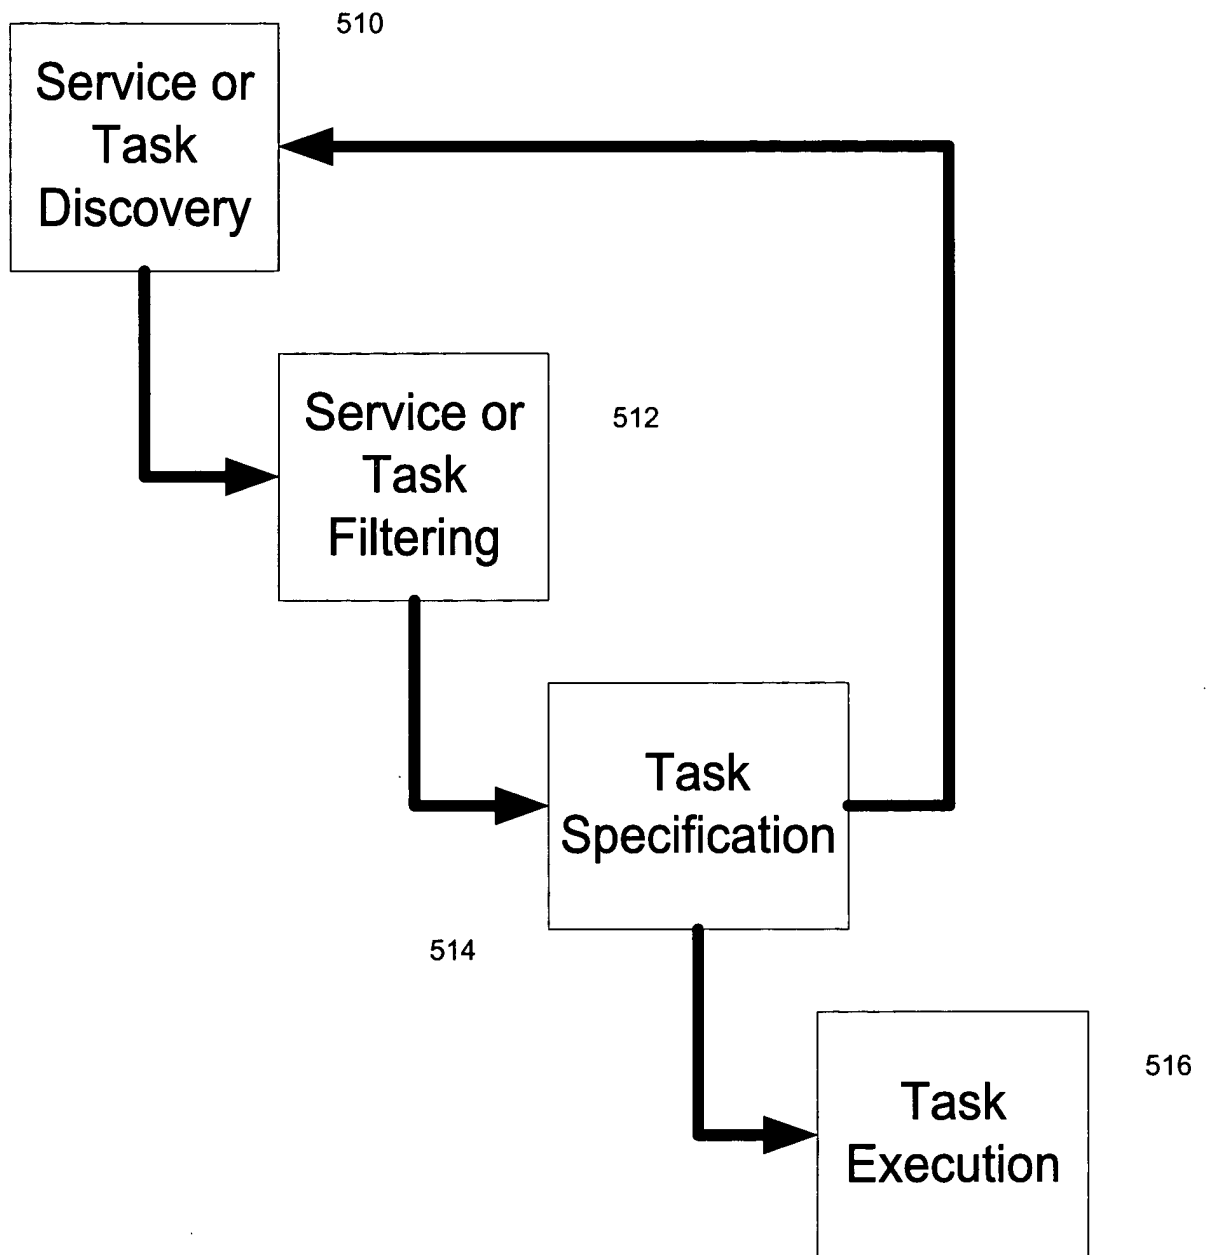 510
Service or
Task
Discovery
Service or
Task
Filtering
512
Task
Specification
514
516
Task
Execution